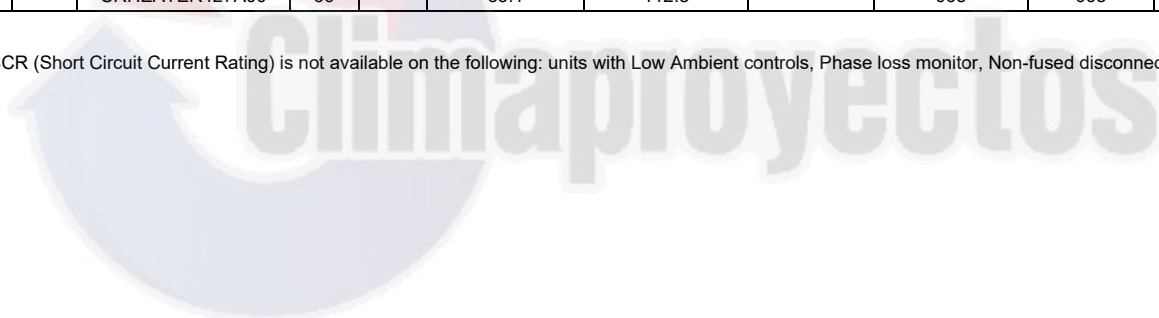 CR (Short Circuit Current Rating) is not available on the following: units with Low Ambient controls, Phase loss monitor, Non-fused disconnec
Climaproyectos